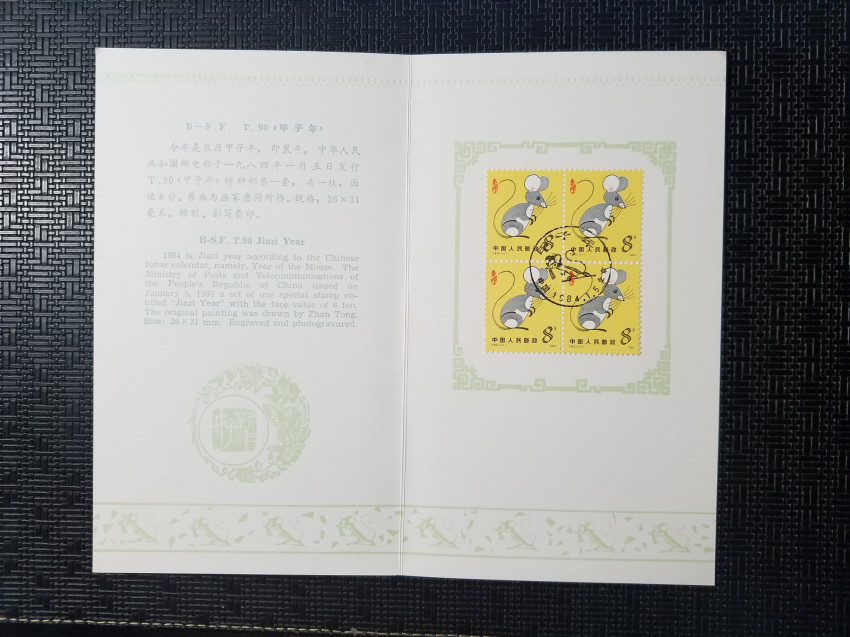 B—S.F. T.90《甲子年》
今年是农历甲子年,即鼠年。中华人民
共和国邮电部于一九八四年一月五日发行
T.90《甲子年》特种邮票一套,共一枚,面
值8分。原画为画家詹同所作。规格:26×31
毫米。雕刻、影写套印。
B-S.F. T.90 Jiazi Year
1984 is Jiazi year according to the Chinese
lunar calendar, namely, Year of the Mouse. The
Ministry of Posts and Telecommunications of
the People's Republic of China issued on
January 5, 1984 a set of one special stamp en-
titled "Jiazi Year" with the face value of 8 fen.
The original painting was drawn by Zhan Tong.
Size: 26×31 mm. Engraved and photogravured.
中国人民邮政 8分
中国人民邮政 8分
北京
1984.1.5
中国人民邮政 8分
中国人民邮政 8分